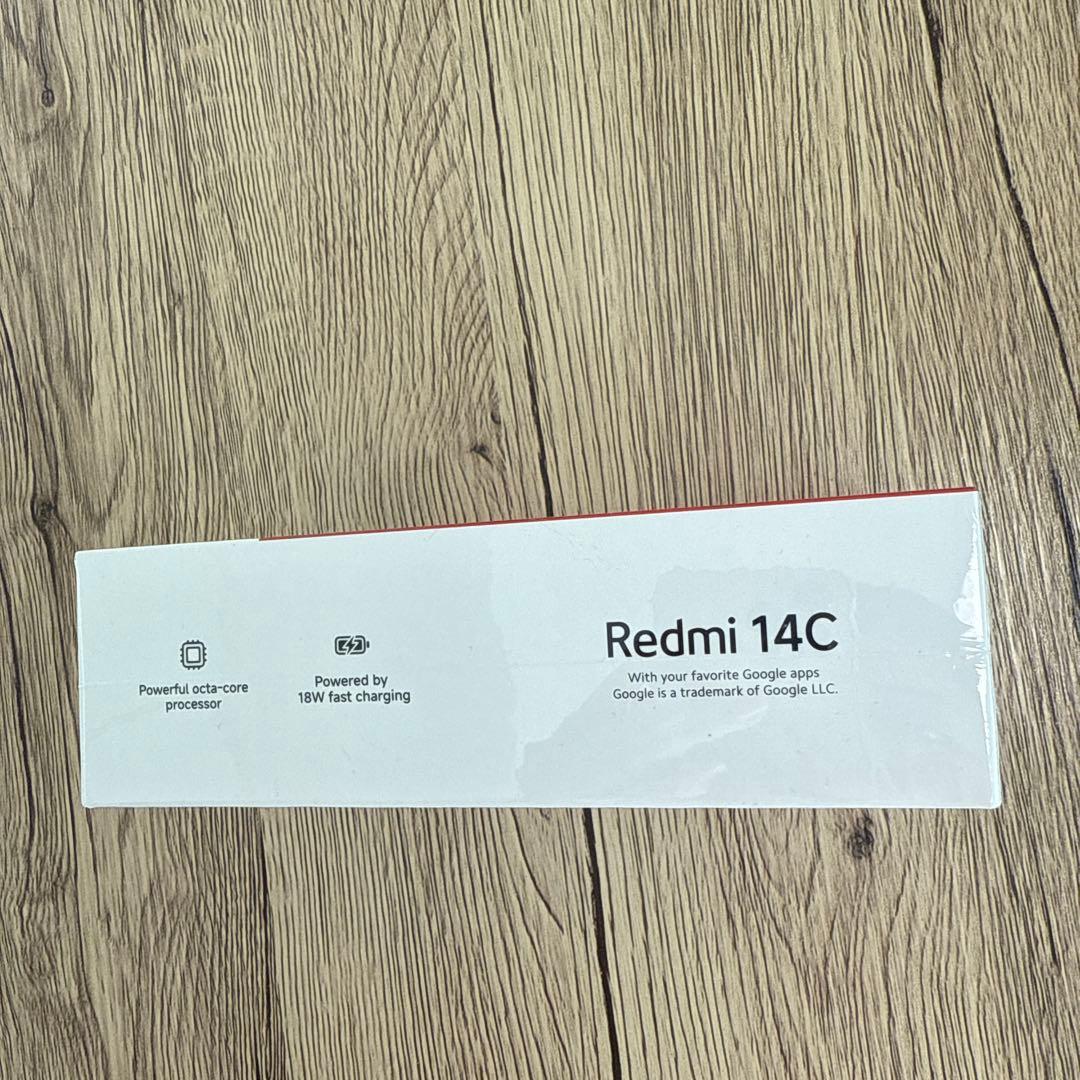 Powerful octa-core
processor
Powered by
18W fast charging
Redmi 14C
With your favorite Google apps
Google is a trademark of Google LLC.